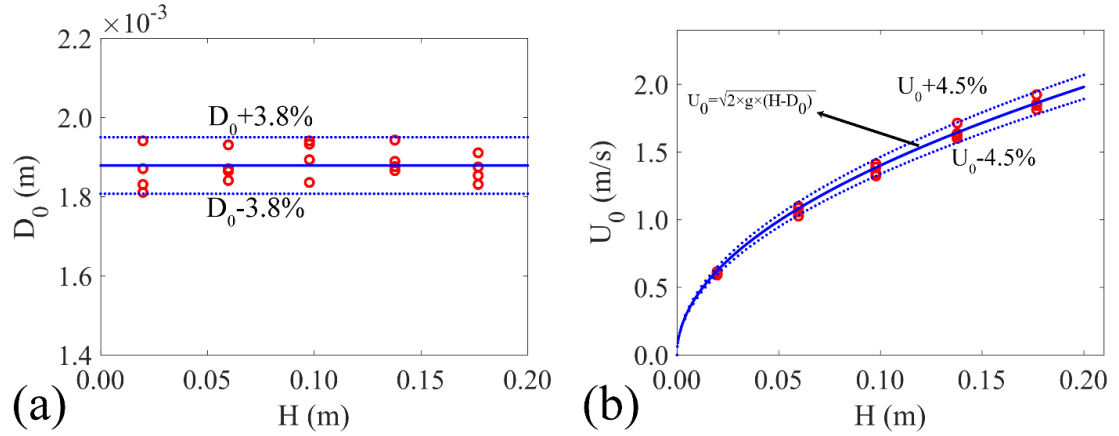 ×10⁻³
2.2
2.0
1.8
1.6
1.4
D₀ (m)
D₀+3.8%
D₀-3.8%
0.00 0.05 0.10 0.15 0.20
H (m)
(a)
2.0
1.5
1.0
0.5
0.0
U₀ (m/s)
U₀=√2×g×(H-D₀)
U₀+4.5%
U₀-4.5%
0.00 0.05 0.10 0.15 0.20
H (m)
(b)